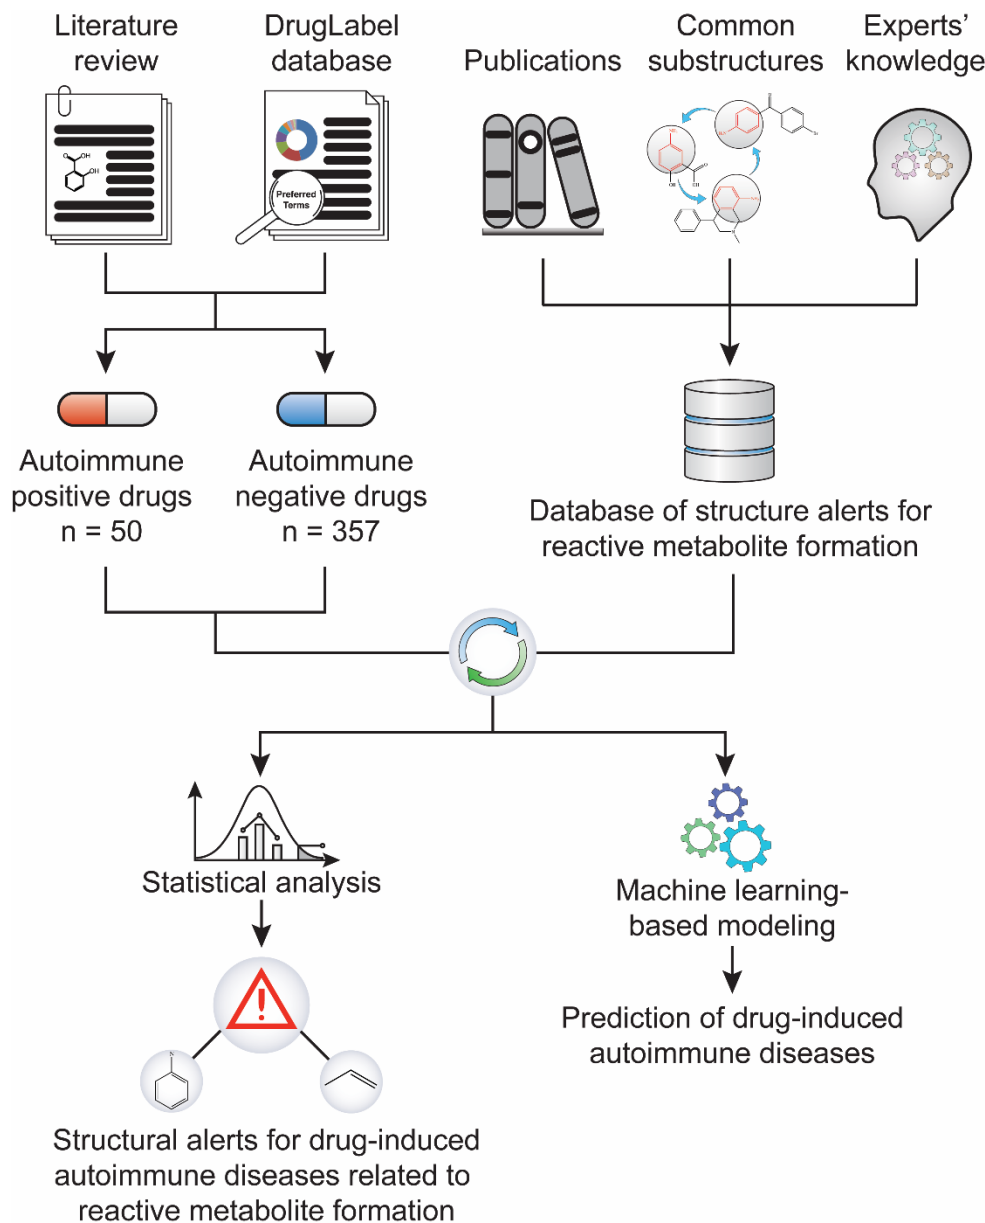 Literature
review
DrugLabel
database
Publications
Common
substructures
Experts’
knowledge
Preferred
Terms
OH
OH
Autoimmune
positive drugs
n = 50
Autoimmune
negative drugs
n = 357
Database of structure alerts for
reactive metabolite formation
Statistical analysis
Machine learning-
based modeling
Prediction of drug-induced
autoimmune diseases
N
Structural alerts for drug-induced
autoimmune diseases related to
reactive metabolite formation